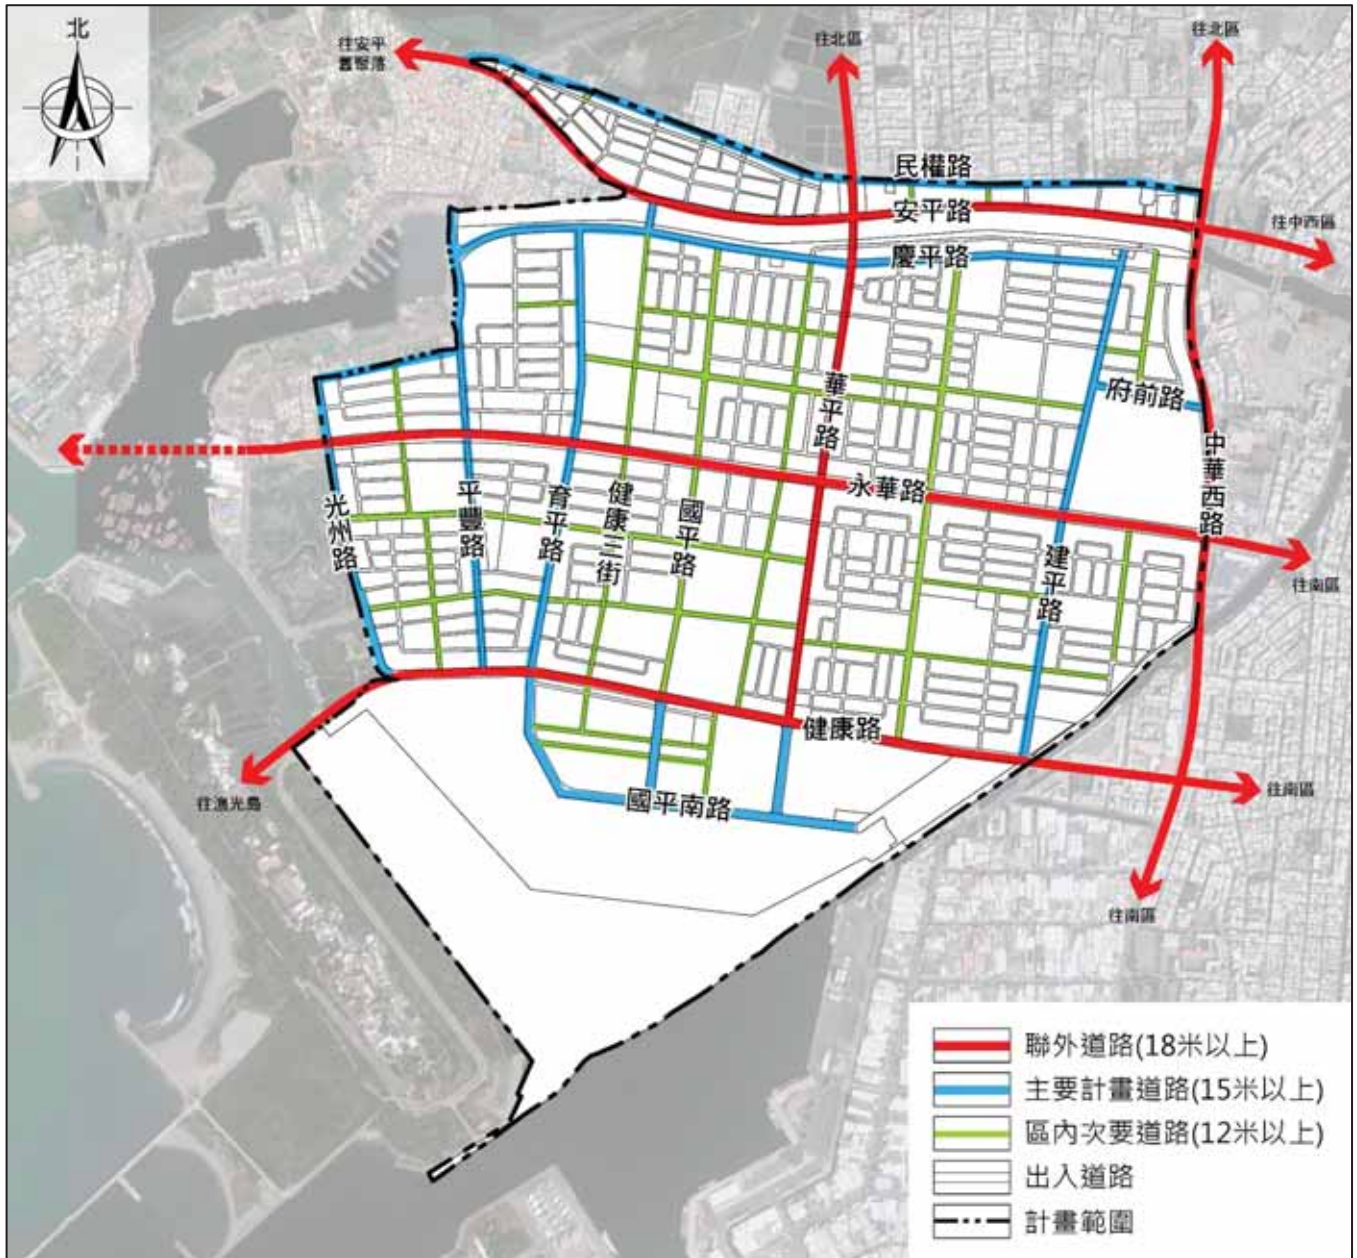 北
往安平
舊聚落
往北區
往北區
民權路
安平路
往中西區
慶平路
府前路
華平路
中華西路
永華路
光州路
平豐路
育平路
健康三街
國平路
建平路
往南區
健康路
往漁光島
國平南路
往南區
往南區
聯外道路(18米以上)
主要計畫道路(15米以上)
區內次要道路(12米以上)
出入道路
計畫範圍